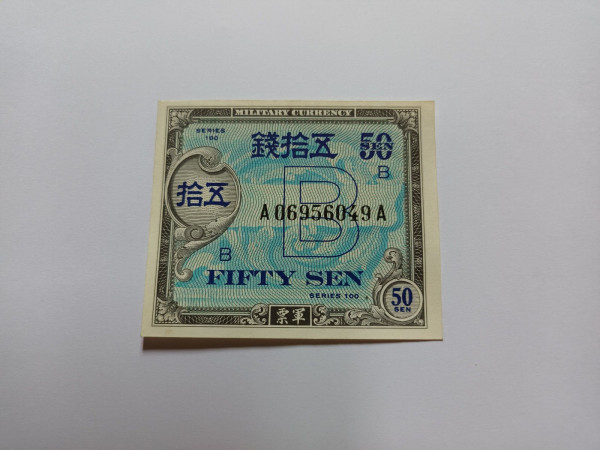 MILITARY CURRENCY
SERIES
100
錢拾五
50
SEN
B
拾五
B
A06956049A
B
FIFTY SEN
SERIES 100
50
SEN
票軍